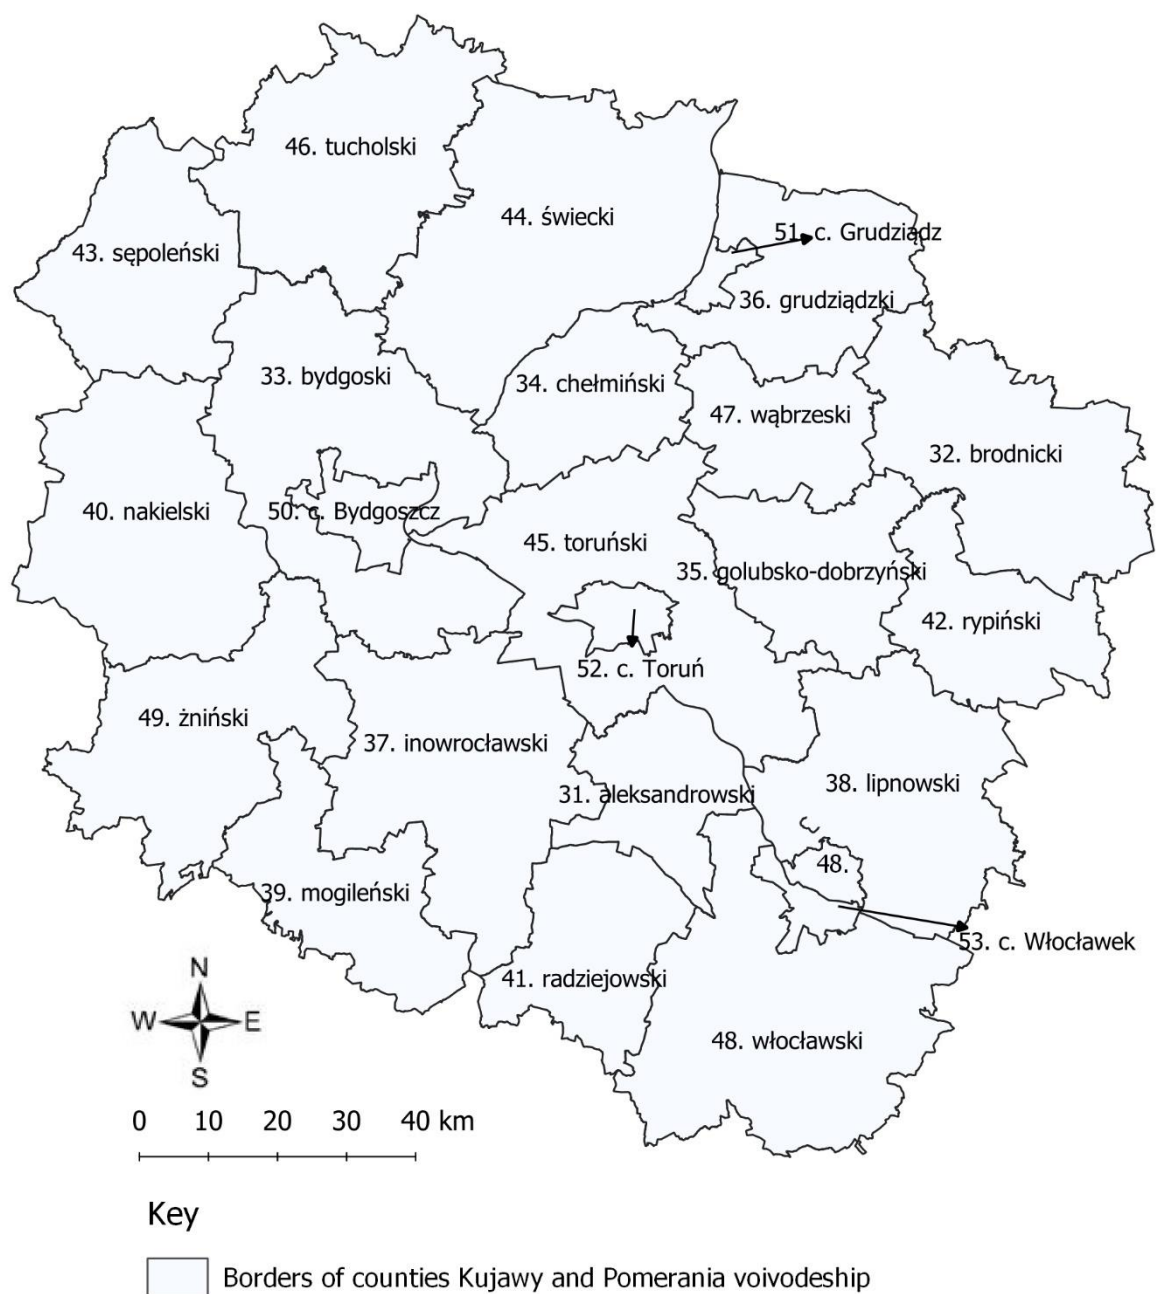 46. tucholski
44. świecki
51. c. Grudziądz
43. sępoleński
36. grudziądzki
33. bydgoski
34. chełmiński
47. wąbrzeski
32. brodnicki
40. nakielski
50. c. Bydgoszcz
45. toruński
35. golubsko-dobrzyński
42. rypiński
52. c. Toruń
49. żniński
37. inowrocławski
31. aleksandrowski
38. lipnowski
48.
39. mogileński
53. c. Włocławek
41. radziejowski
48. włocławski
N
W E
S
0 10 20 30 40 km
Key
Borders of counties Kujawy and Pomerania voivodeship